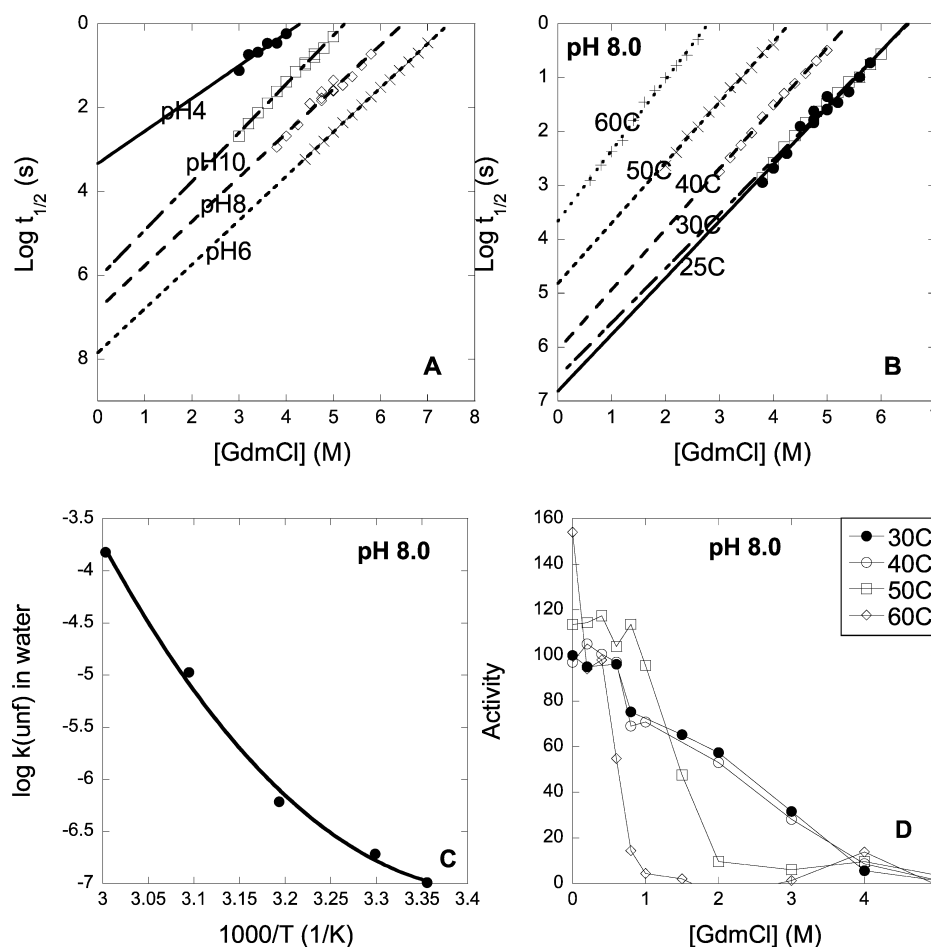 0
2
4
6
8
Log t1/2 (s)
pH4
pH10
pH8
pH6
A
0 1 2 3 4 5 6 7 8
[GdmCl] (M)
0
1
2
3
4
5
6
7
Log t1/2 (s)
pH 8.0
60C
50C
40C
30C
25C
B
0 1 2 3 4 5 6 7
[GdmCl] (M)
-3.5
-4
-4.5
-5
-5.5
-6
-6.5
-7
log k(unf) in water
pH 8.0
C
3 3.05 3.1 3.15 3.2 3.25 3.3 3.35 3.4
1000/T (1/K)
160
140
120
100
80
60
40
20
0
Activity
pH 8.0
30C
40C
50C
60C
D
0 1 2 3 4
[GdmCl] (M)